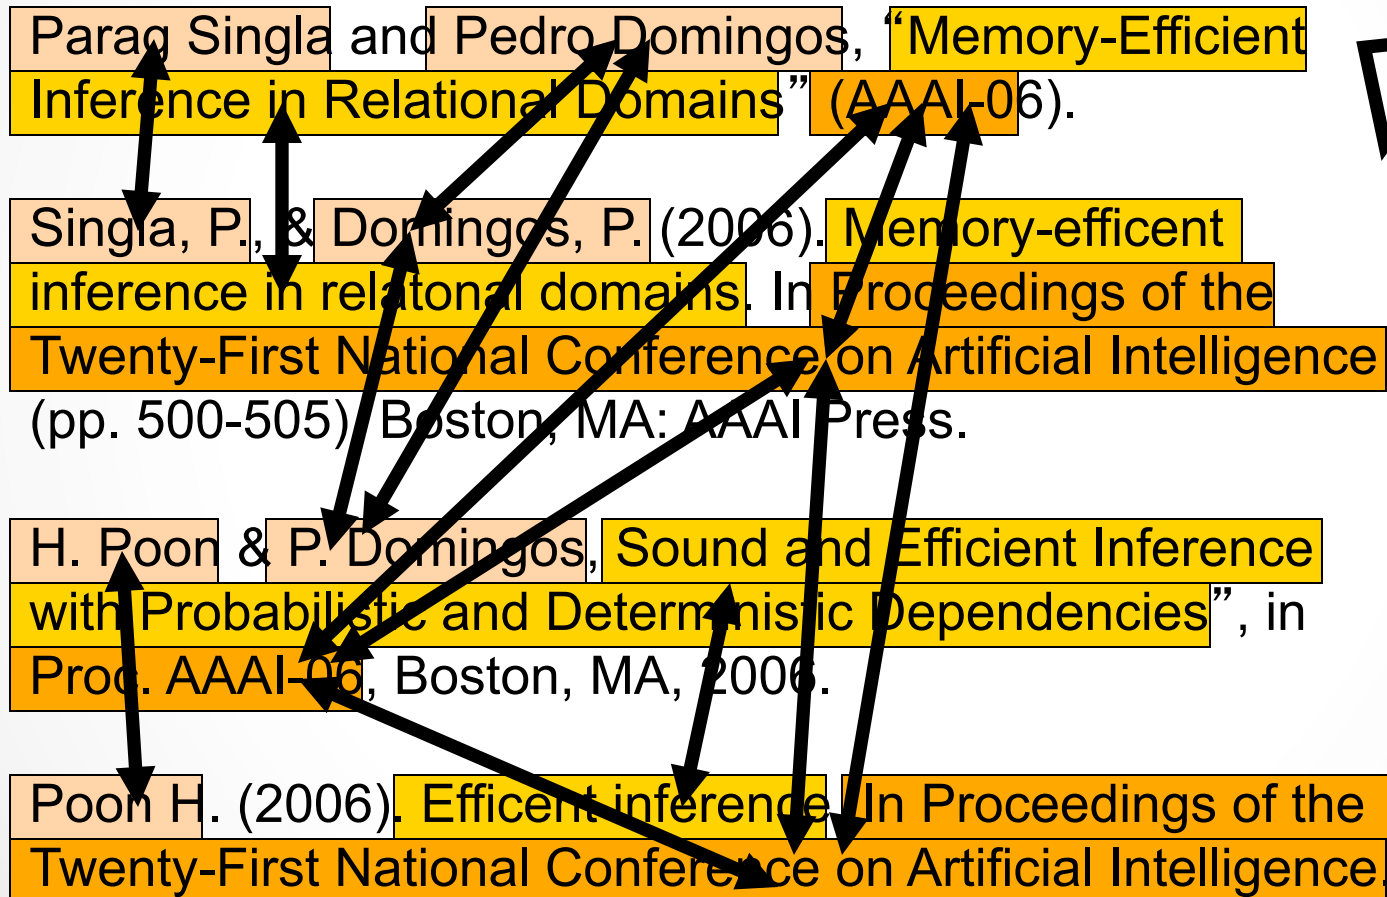 Parag Singla and Pedro Domingos, “Memory-Efficient
Inference in Relational Domains” (AAAI-06).
Singla, P., & Domingos, P. (2006). Memory-efficent
inference in relatonal domains. In Proceedings of the
Twenty-First National Conference on Artificial Intelligence
(pp. 500-505). Boston, MA: AAAI Press.
H. Poon & P. Domingos, Sound and Efficient Inference
with Probabilistic and Deterministic Dependencies”, in
Proc. AAAI-06, Boston, MA, 2006.
Poon H. (2006). Efficent inference. In Proceedings of the
Twenty-First National Conference on Artificial Intelligence.